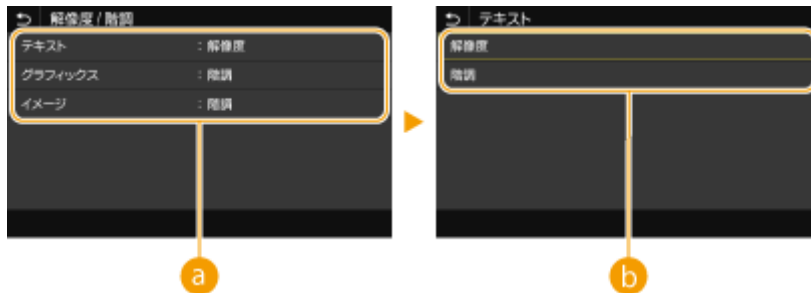 解像度/階調
テキスト : 解像度
グラフィックス : 階調
イメージ : 階調
a
テキスト
解像度
階調
b